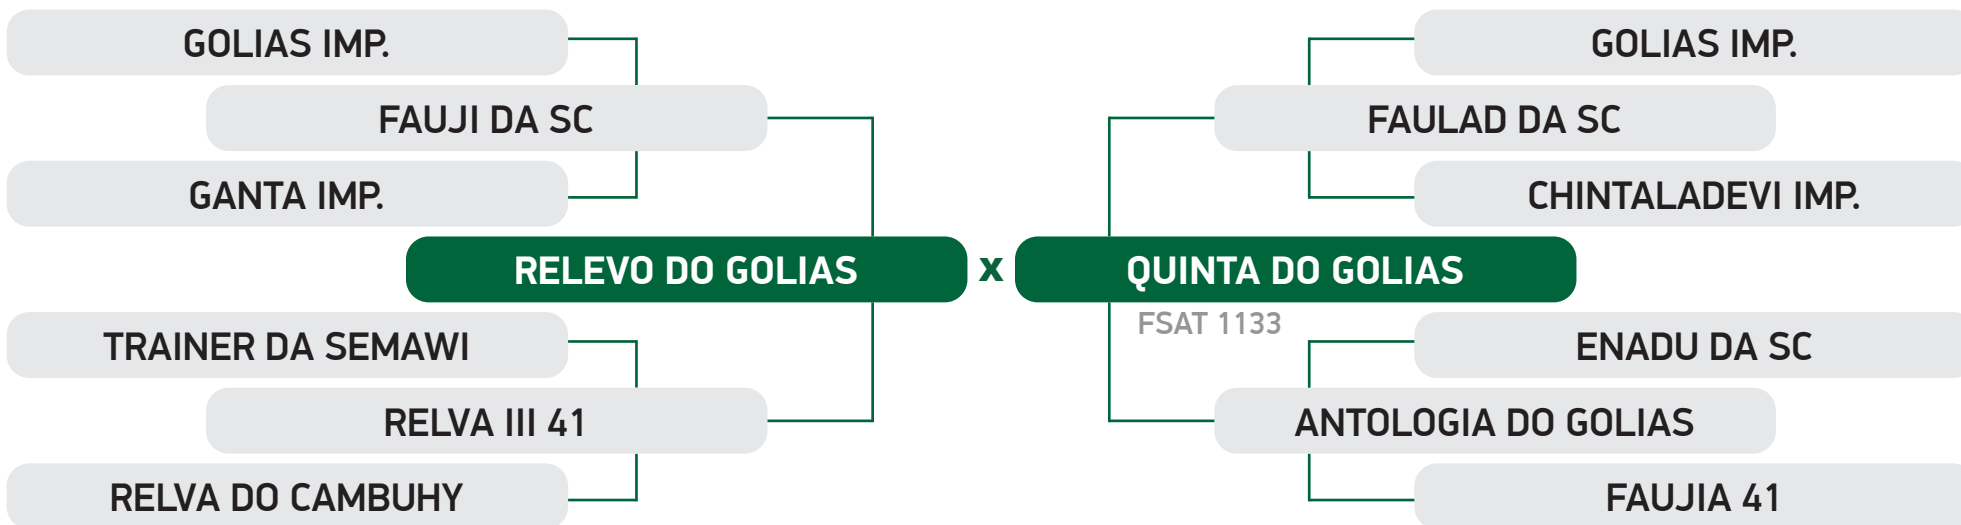 GOLIAS IMP.
GOLIAS IMP.
FAUJI DA SC
FAULAD DA SC
GANTA IMP.
CHINTALADEVI IMP.
RELEVO DO GOLIAS x QUINTA DO GOLIAS
FSAT 1133
TRAINER DA SEMAWI
ENADU DA SC
RELVA III 41
ANTOLOGIA DO GOLIAS
RELVA DO CAMBUHY
FAUJIA 41